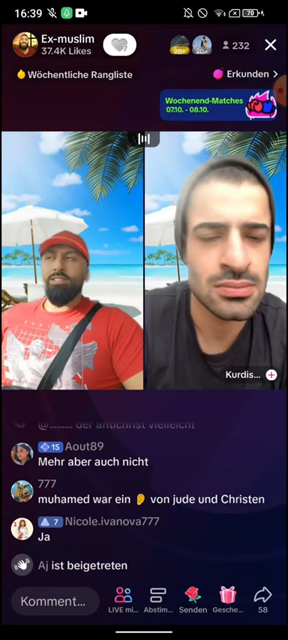 16:39
70
Ex-muslim
37.4K Likes
232
Wöchentliche Rangliste
Erkunden >
Wochenend-Matches
07.10. - 08.10.
Kurdis...
@......... der antichrist vielleicht
15 Aout89
Mehr aber auch nicht
777
muhamed war ein 👂 von jude und Christen
7 Nicole.ivanova777
Ja
Aj ist beigetreten
Komment...
LIVE mi...
Abstim...
Senden
Gesche...
58